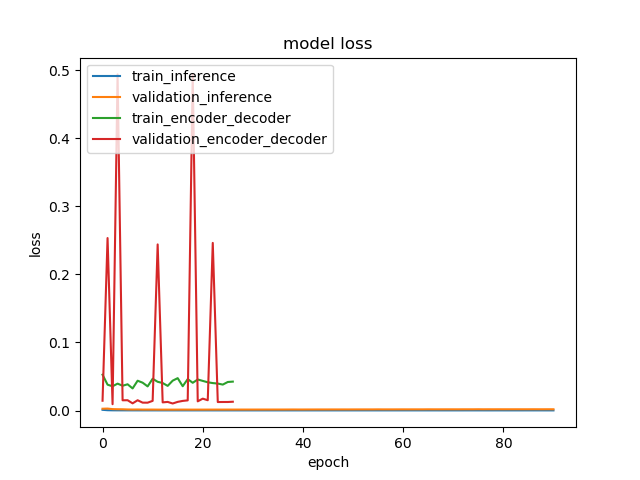 model loss
0.5
0.4
0.3
0.2
0.1
0.0
loss
train_inference
validation_inference
train_encoder_decoder
validation_encoder_decoder
0 20 40 60 80
epoch